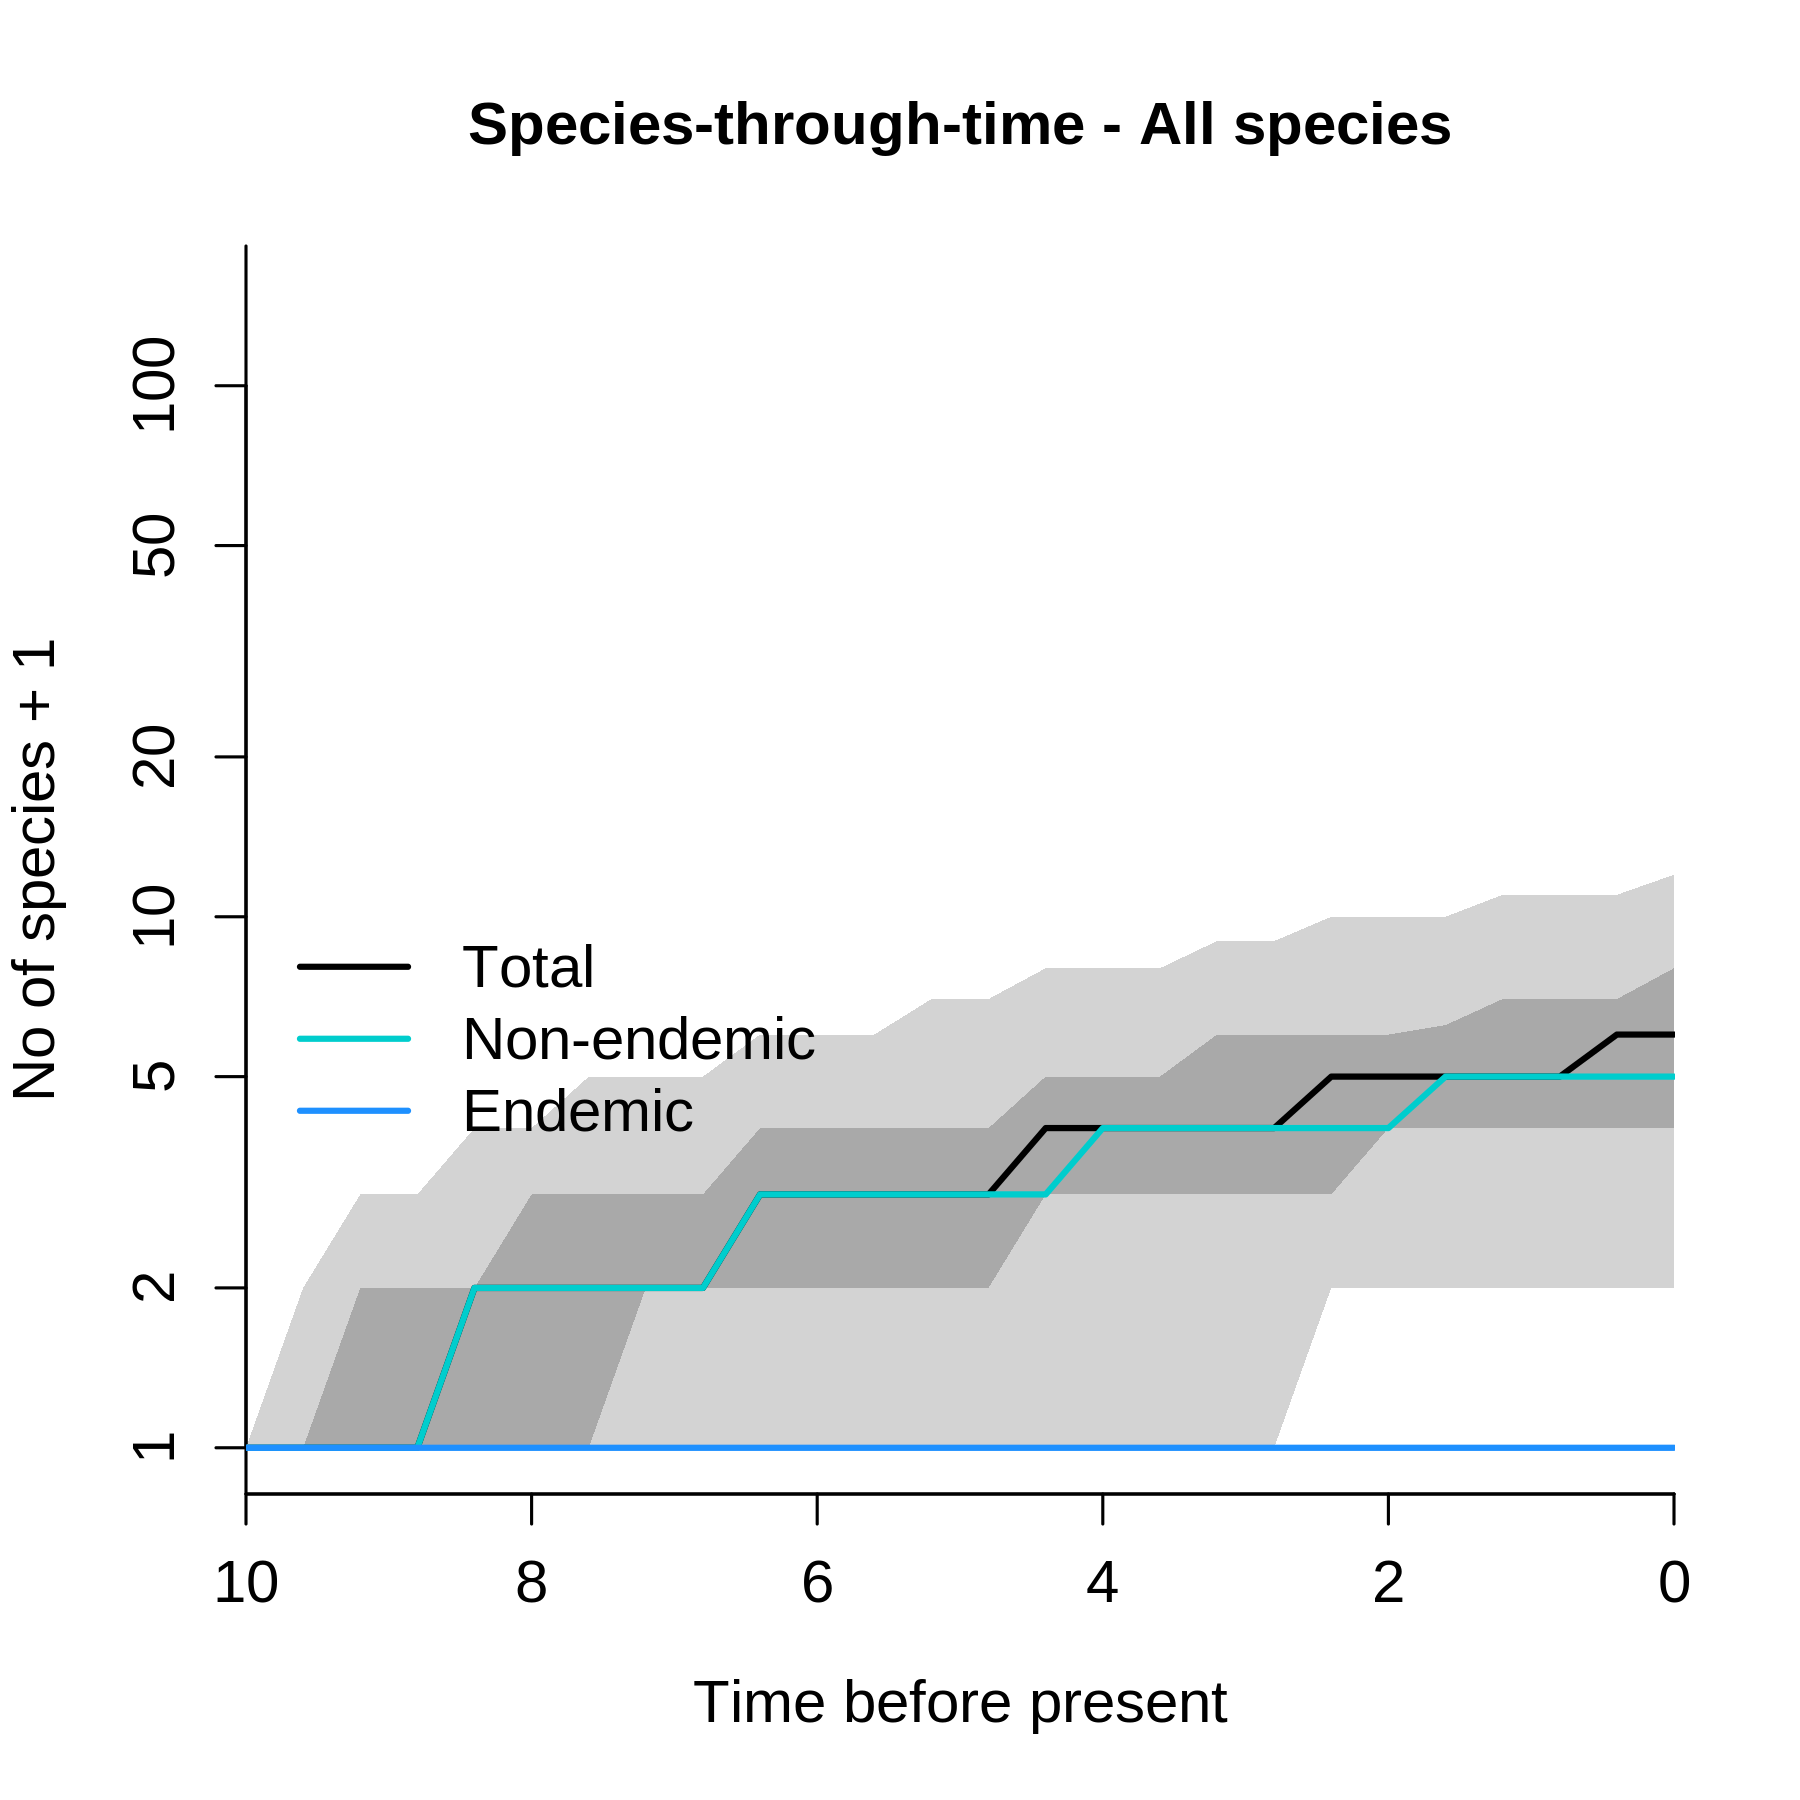 Species-through-time - All species
No of species + 1
100
50
20
10
5
2
1
Total
Non-endemic
Endemic
10 8 6 4 2 0
Time before present